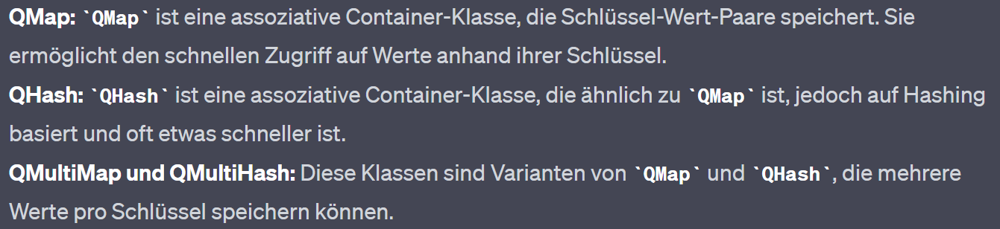 QMap: `QMap` ist eine assoziative Container-Klasse, die Schlüssel-Wert-Paare speichert. Sie
ermöglicht den schnellen Zugriff auf Werte anhand ihrer Schlüssel.
QHash: `QHash` ist eine assoziative Container-Klasse, die ähnlich zu `QMap` ist, jedoch auf Hashing
basiert und oft etwas schneller ist.
QMultiMap und QMultiHash: Diese Klassen sind Varianten von `QMap` und `QHash`, die mehrere
Werte pro Schlüssel speichern können.